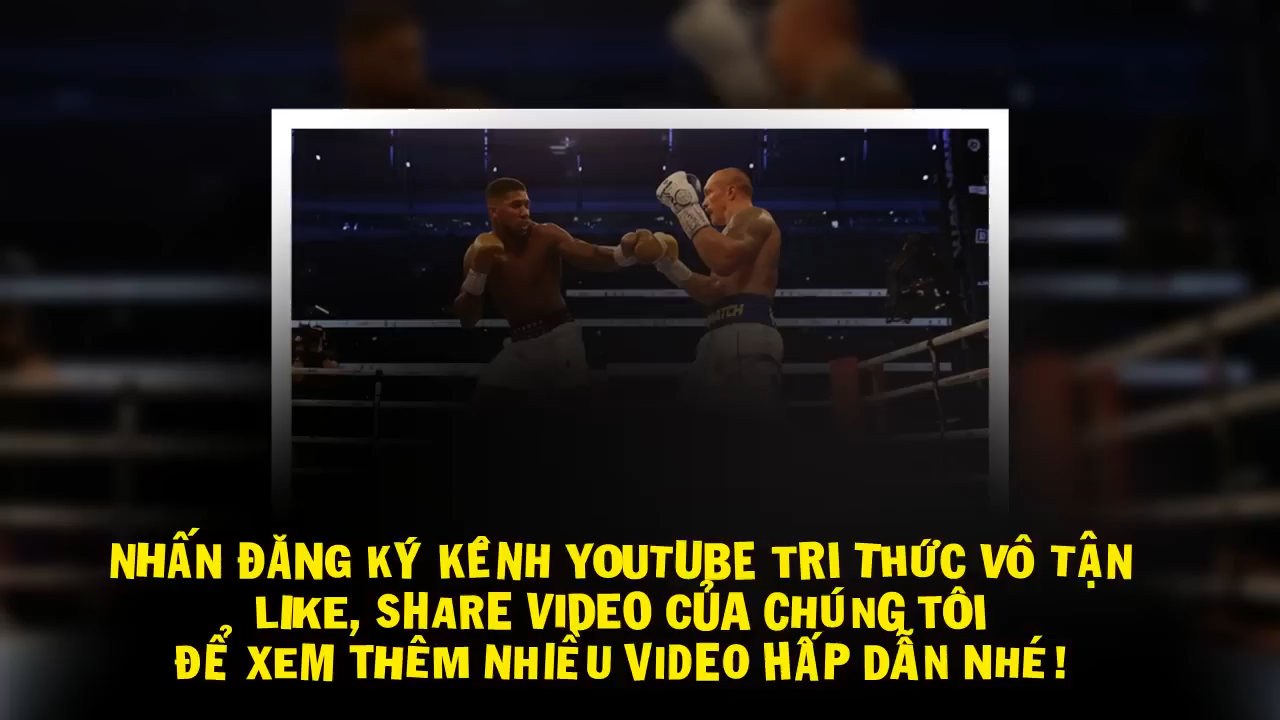 MATCH
NHẤN ĐĂNG KÝ KÊNH YOUTUBE TRI THỨC VÔ TẬN
LIKE, SHARE VIDEO CỦA CHÚNG TÔI
ĐỂ XEM THÊM NHIỀU VIDEO HẤP DẪN NHÉ!